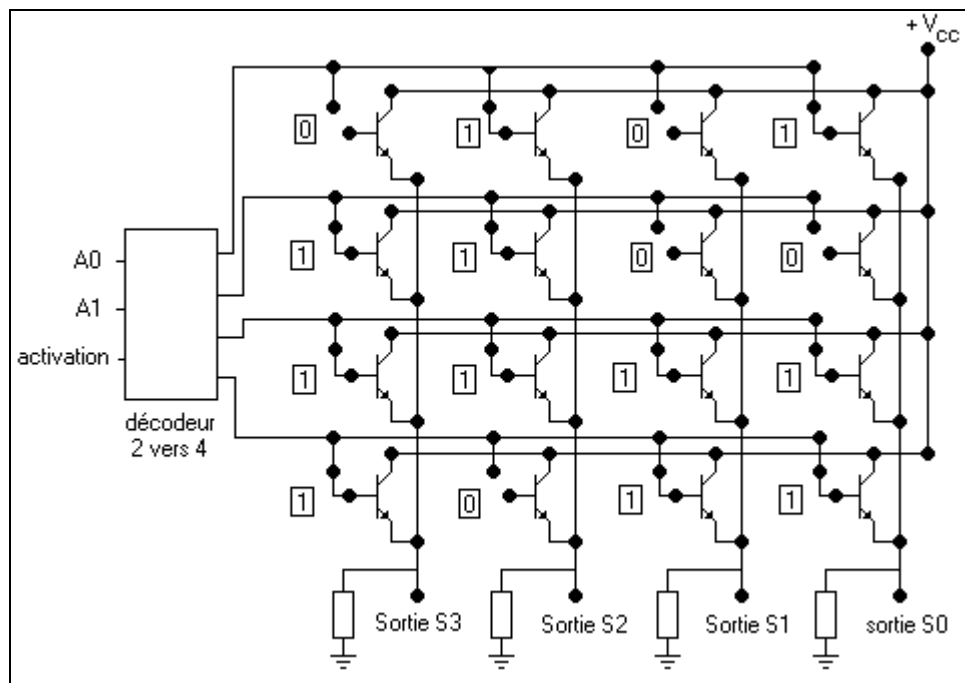 + Vcc
0 1 0 1
1 1 0 0
A0
A1
activation
1 1 1 1
décodeur
2 vers 4
1 0 1 1
Sortie S3 Sortie S2 Sortie S1 sortie S0